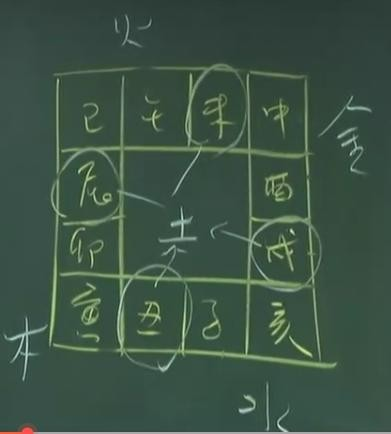 火
巳 午 未 申 金
辰 酉
土
卯 戌
寅 丑 子 亥
木
水